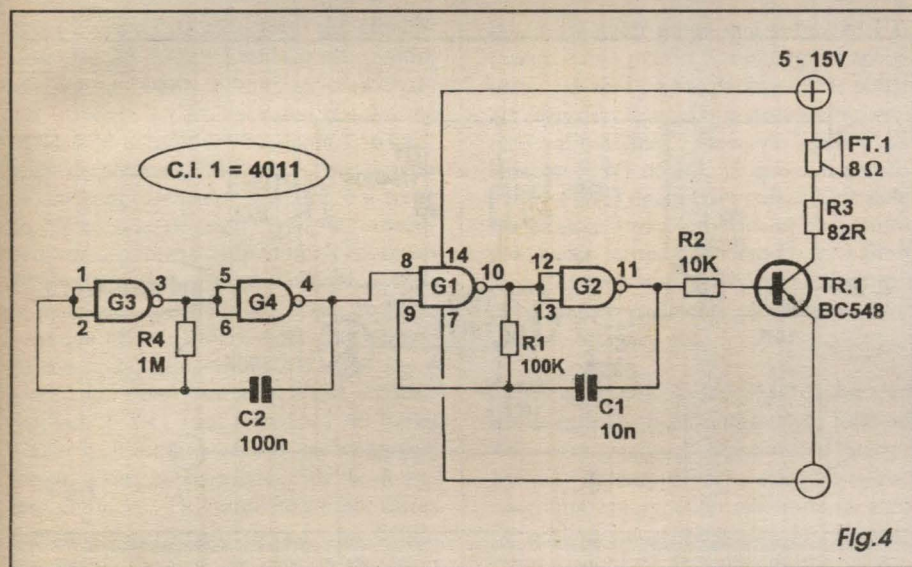 5 - 15V
C.i. 1 = 4011
FT.1
8 Ω
R3
82R
1
2
G3
3
5
6
G4
4
8
9
14
G1
10
7
12
13
G2
11
R2
10K
TR.1
BC548
R4
1M
R1
100K
C2
100n
C1
10n
Fig.4